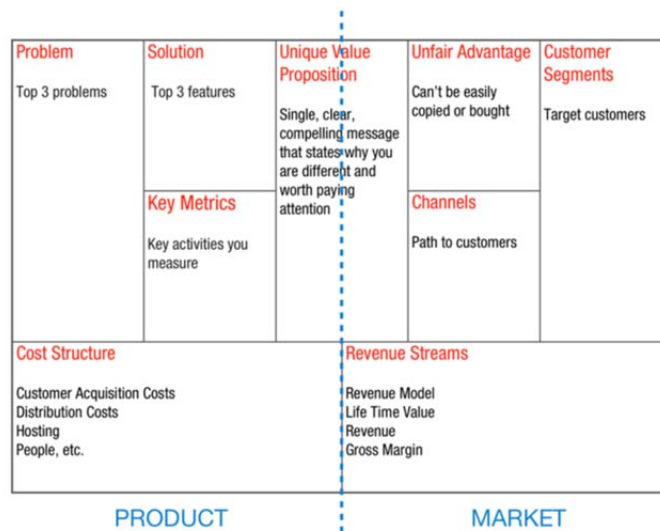 Problem
Top 3 problems
Solution
Top 3 features
Key Metrics
Key activities you
measure
Unique Value
Proposition
Single, clear,
compelling message
that states why you
are different and
worth paying
attention
Unfair Advantage
Can't be easily
copied or bought
Channels
Path to customers
Customer
Segments
Target customers
Cost Structure
Customer Acquisition Costs
Distribution Costs
Hosting
People, etc.
Revenue Streams
Revenue Model
Life Time Value
Revenue
Gross Margin
PRODUCT
MARKET